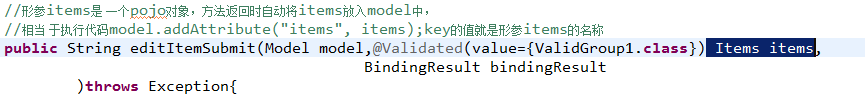 //形参items是一个pojo对象，方法返回时自动将items放入model中，
//相当于执行代码model.addAttribute("items", items);key的值就是形参items的名称
public String editItemSubmit(Model model,@Validated(value={ValidGroup1.class}) Items items,
BindingResult bindingResult
)throws Exception{